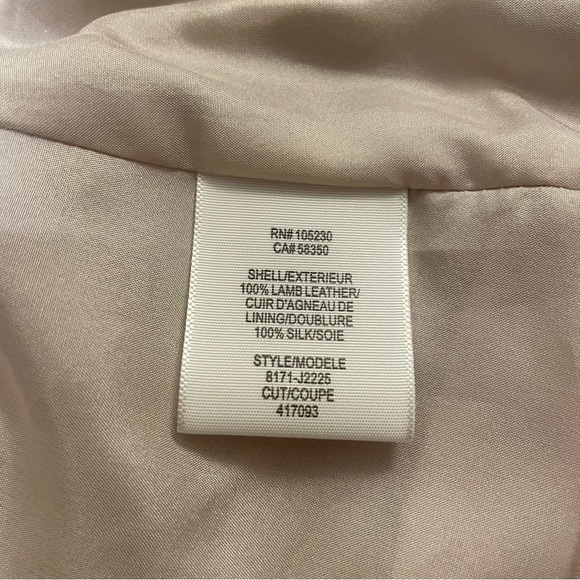 RN# 105230
CA# 58350
SHELL/EXTERIEUR
100% LAMB LEATHER/
CUIR D'AGNEAU DE
LINING/DOUBLURE
100% SILK/SOIE
STYLE/MODELE
8171-J2225
CUT/COUPE
417093